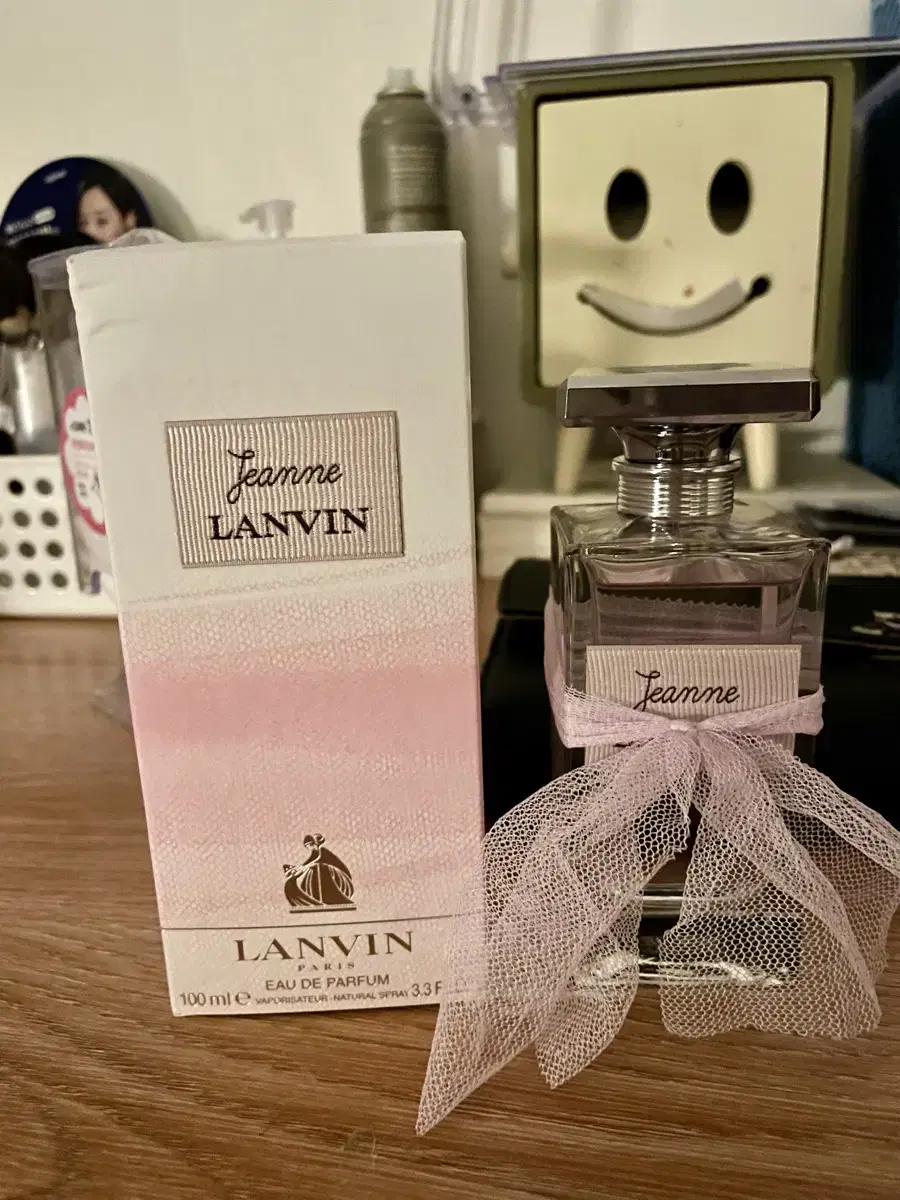 Jeanne
LANVIN
LANVIN
PARIS
EAU DE PARFUM
100 ml e VAPORISATEUR - NATURAL SPRAY 3.3 F
Jeanne